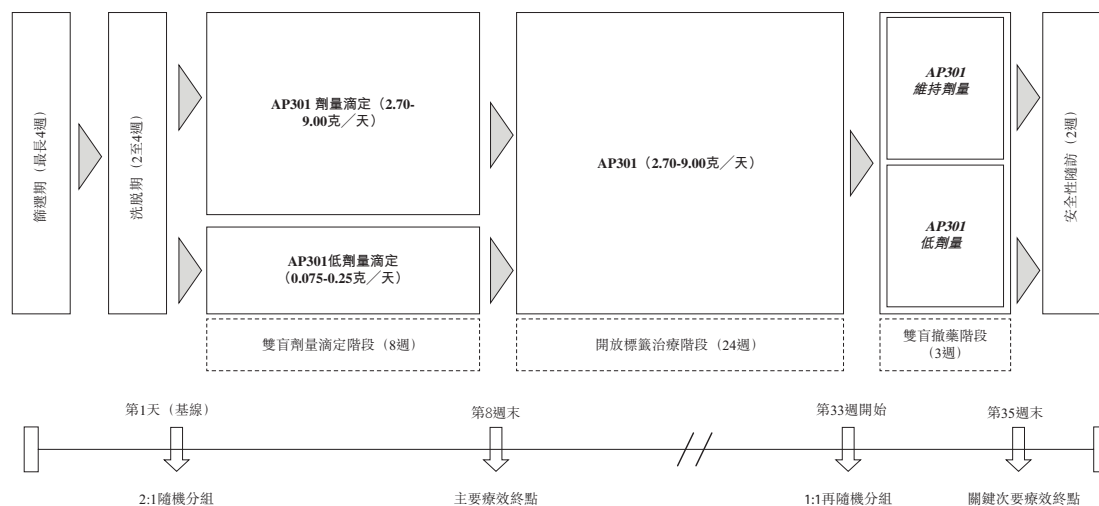 篩選期（最長4週）
洗脱期（2至4週）
AP301 劑量滴定（2.70-
9.00克／天）
AP301低劑量滴定
（0.075-0.25克／天）
AP301（2.70-9.00克／天）
AP301
維持劑量
AP301
低劑量
安全性隨訪（2週）
雙盲劑量滴定階段（8週）
開放標籤治療階段（24週）
雙盲撤藥階段
（3週）
第1天（基線）
第8週末
第33週開始
第35週末
2:1隨機分組
主要療效終點
1:1再隨機分組
關鍵次要療效終點